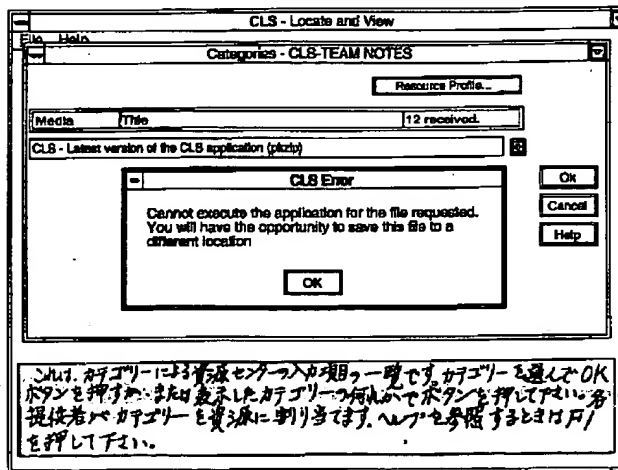 CLS - Locate and View
File Help
Categories - CLS-TEAM NOTES
Resource Profile...
Media Title 12 received.
CLS - Latest version of the CLS application (pkzip)
CLS Error
Cannot execute the application for the file requested.
You will have the opportunity to save this file to a
different location
OK
Ok
Cancel
Help
これは、カテゴリーによる資源センターの入力項目の一覧です。カテゴリーを選んでOK
ボタンを押すか、または表示したカテゴリーの何れかでボタンを押して下さい。各
提供者がカテゴリーを資源に割り当てます。ヘルプを参照するときはF1
を押して下さい。